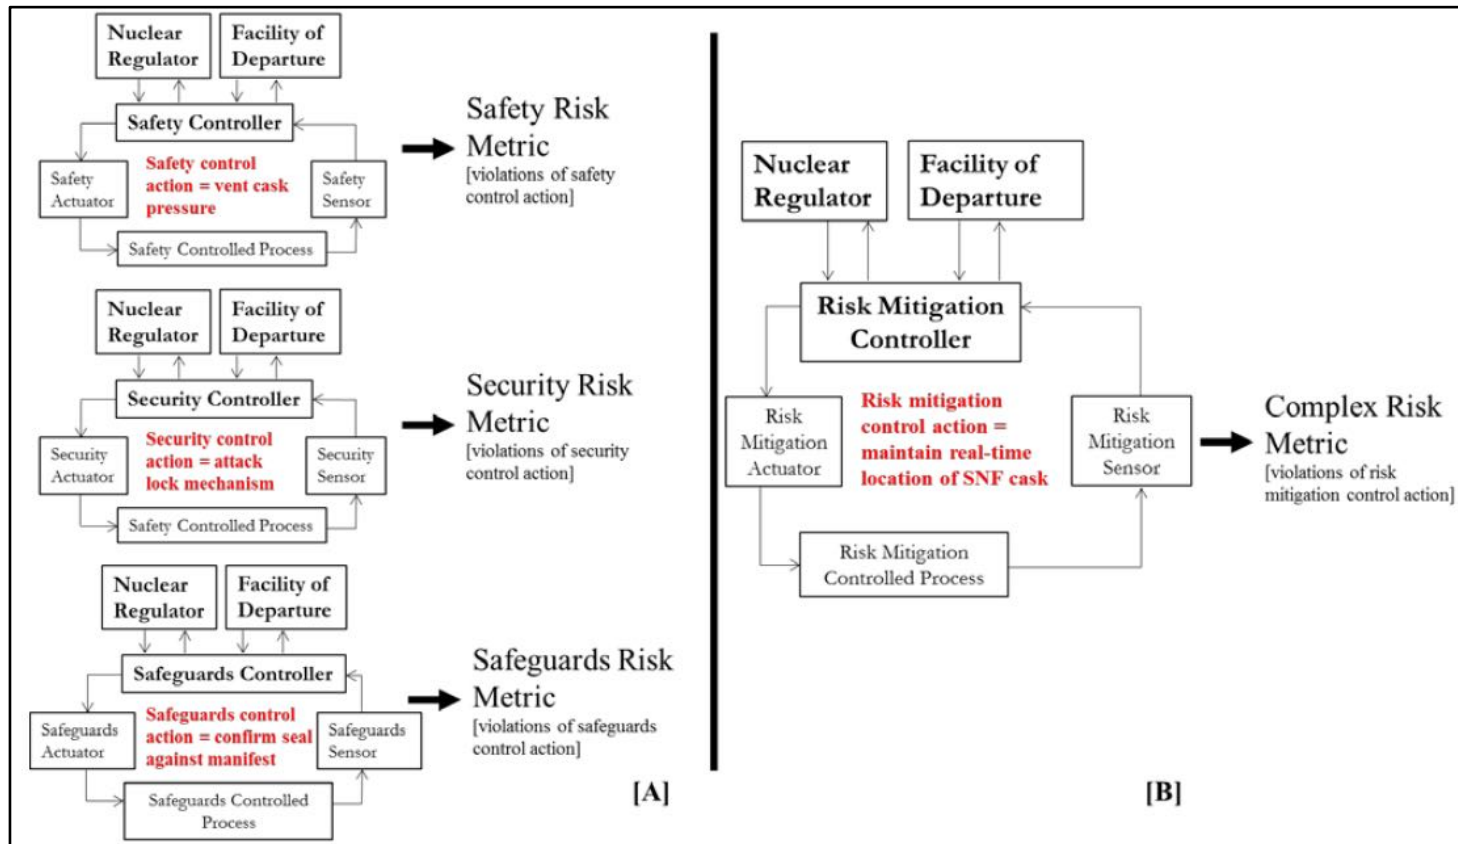 Nuclear
Regulator
Facility of
Departure
Safety Controller
Safety
Actuator
Safety control
action = vent cask
pressure
Safety
Sensor
Safety Controlled Process
Safety Risk
Metric
[violations of safety
control action]
Nuclear
Regulator
Facility of
Departure
Security Controller
Security
Actuator
Security control
action = attack
lock mechanism
Security
Sensor
Safety Controlled Process
Security Risk
Metric
[violations of security
control action]
Nuclear
Regulator
Facility of
Departure
Safeguards Controller
Safeguards
Actuator
Safeguards control
action = confirm seal
against manifest
Safeguards
Sensor
Safeguards Controlled
Process
Safeguards Risk
Metric
[violations of safeguards
control action]
[A]
Nuclear
Regulator
Facility of
Departure
Risk Mitigation
Controller
Risk
Mitigation
Actuator
Risk mitigation
control action =
maintain real-time
location of SNF cask
Risk
Mitigation
Sensor
Risk Mitigation
Controlled Process
Complex Risk
Metric
[violations of risk
mitigation control action]
[B]